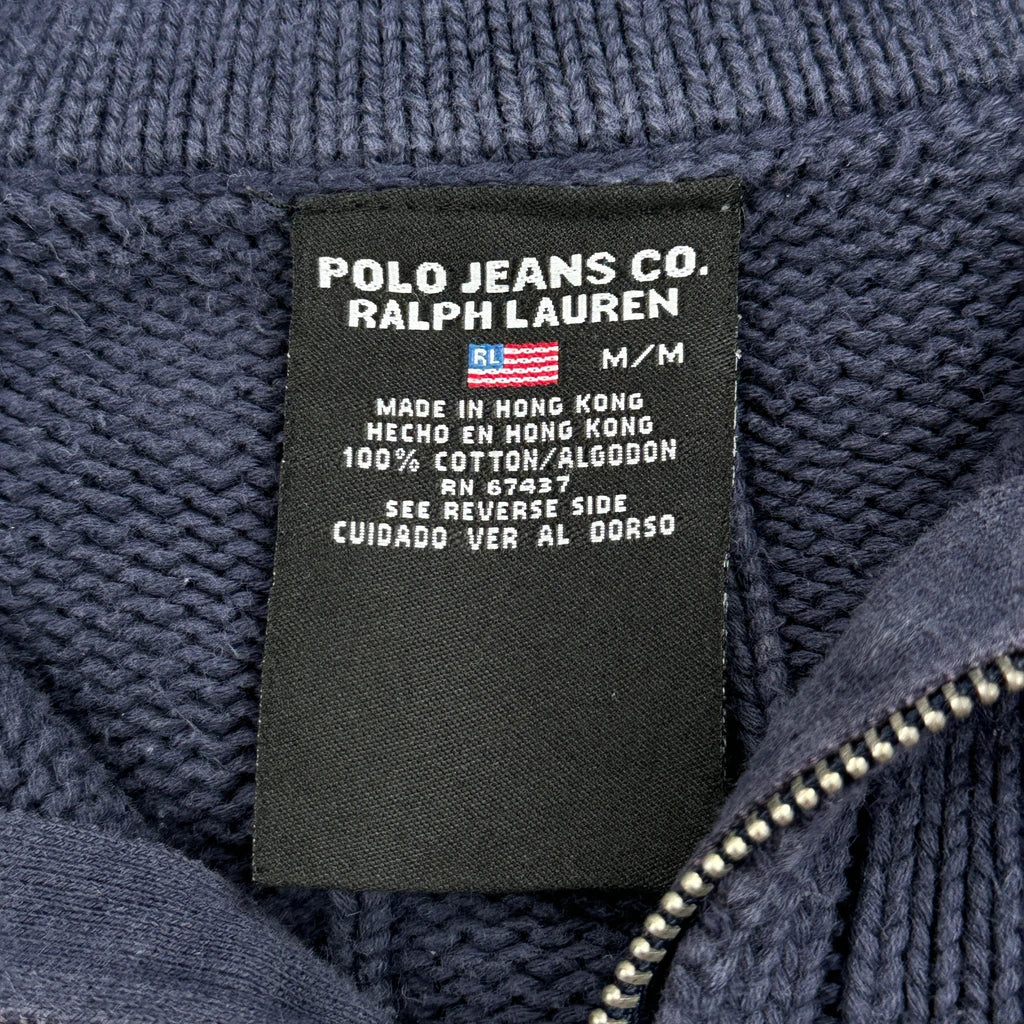 POLO JEANS CO.
RALPH LAUREN
RL M/M
MADE IN HONG KONG
HECHO EN HONG KONG
100% COTTON/ALGODON
RN 67437
SEE REVERSE SIDE
CUIDADO VER AL DORSO